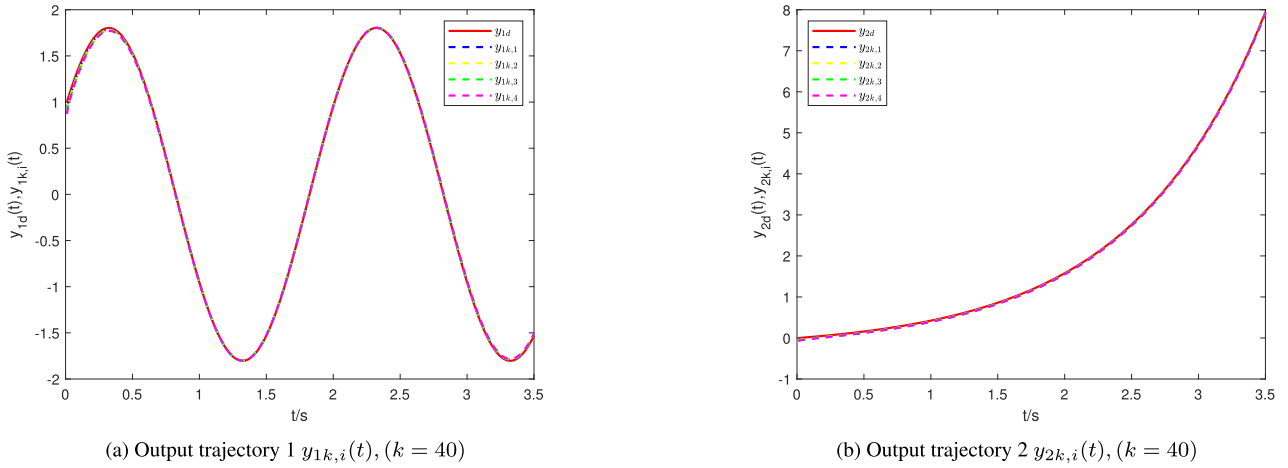 2
1.5
1
0.5
0
-0.5
-1
-1.5
-2
0 0.5 1 1.5 2 2.5 3 3.5
t/s
y1d(t),y1k,i(t)
y1d
y1k,1
y1k,2
y1k,3
y1k,4
(a) Output trajectory 1 y1k,i(t), (k = 40)
8
7
6
5
4
3
2
1
0
-1
0 0.5 1 1.5 2 2.5 3 3.5
t/s
y2d(t),y2k,i(t)
y2d
y2k,1
y2k,2
y2k,3
y2k,4
(b) Output trajectory 2 y2k,i(t), (k = 40)